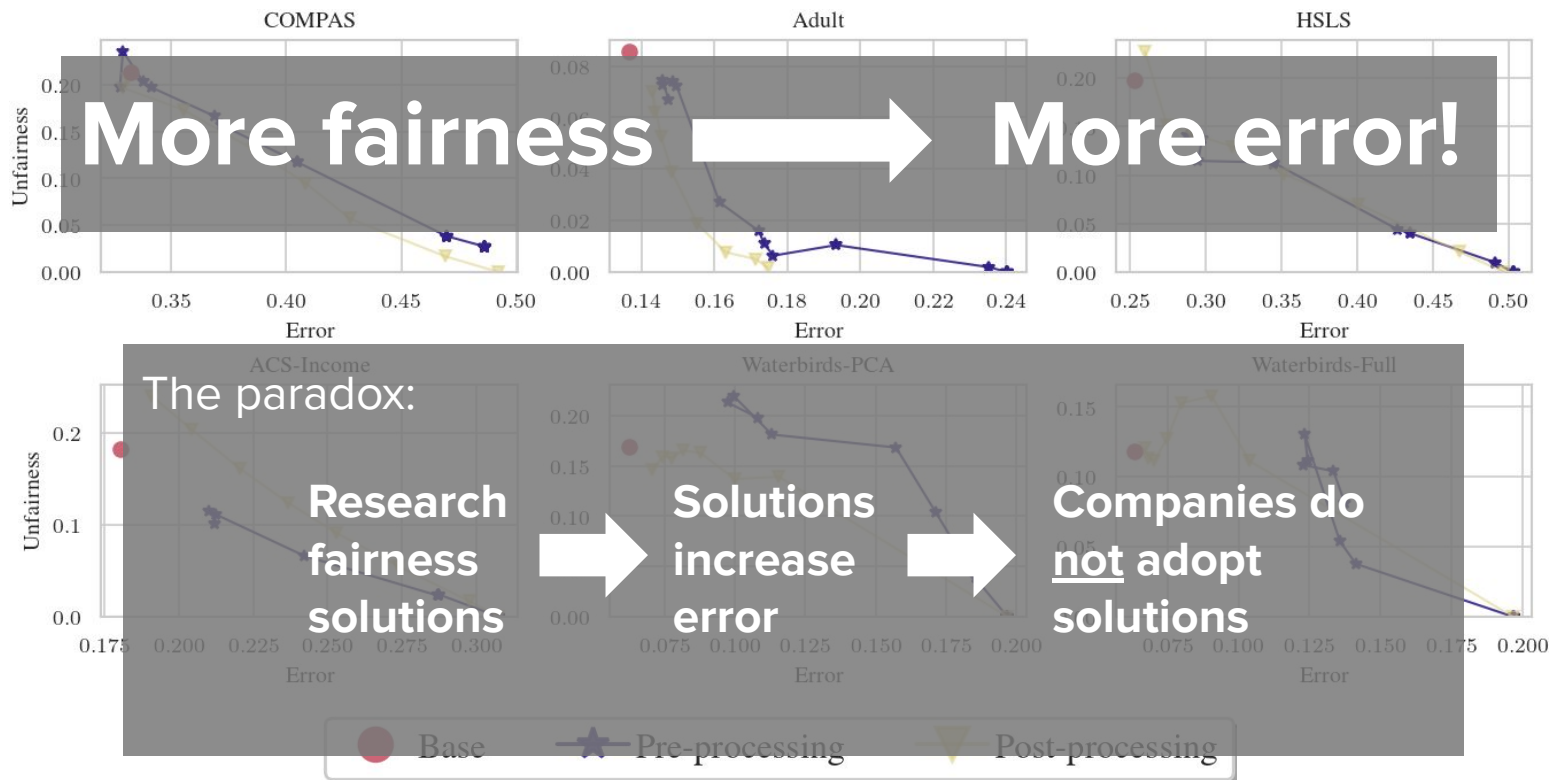 COMPAS
Adult
HSLS
More fairness
More error!
Unfairness
0.20
0.15
0.10
0.05
0.00
0.08
0.06
0.04
0.02
0.00
0.20
0.10
0.05
0.00
0.35 0.40 0.45 0.50
0.14 0.16 0.18 0.20 0.22 0.24
0.25 0.30 0.35 0.40 0.45 0.50
Error
Error
Error
ACS-Income
Waterbirds-PCA
Waterbirds-Full
The paradox:
Unfairness
0.2
0.1
0.0
0.20
0.15
0.10
0.00
0.15
0.10
0.05
Research
fairness
solutions
Solutions
increase
error
Companies do
not adopt
solutions
0.175 0.200 0.225 0.250 0.275 0.300
0.075 0.100 0.125 0.150 0.175 0.200
0.075 0.100 0.125 0.150 0.175 0.200
Error
Error
Error
Base
Pre-processing
Post-processing